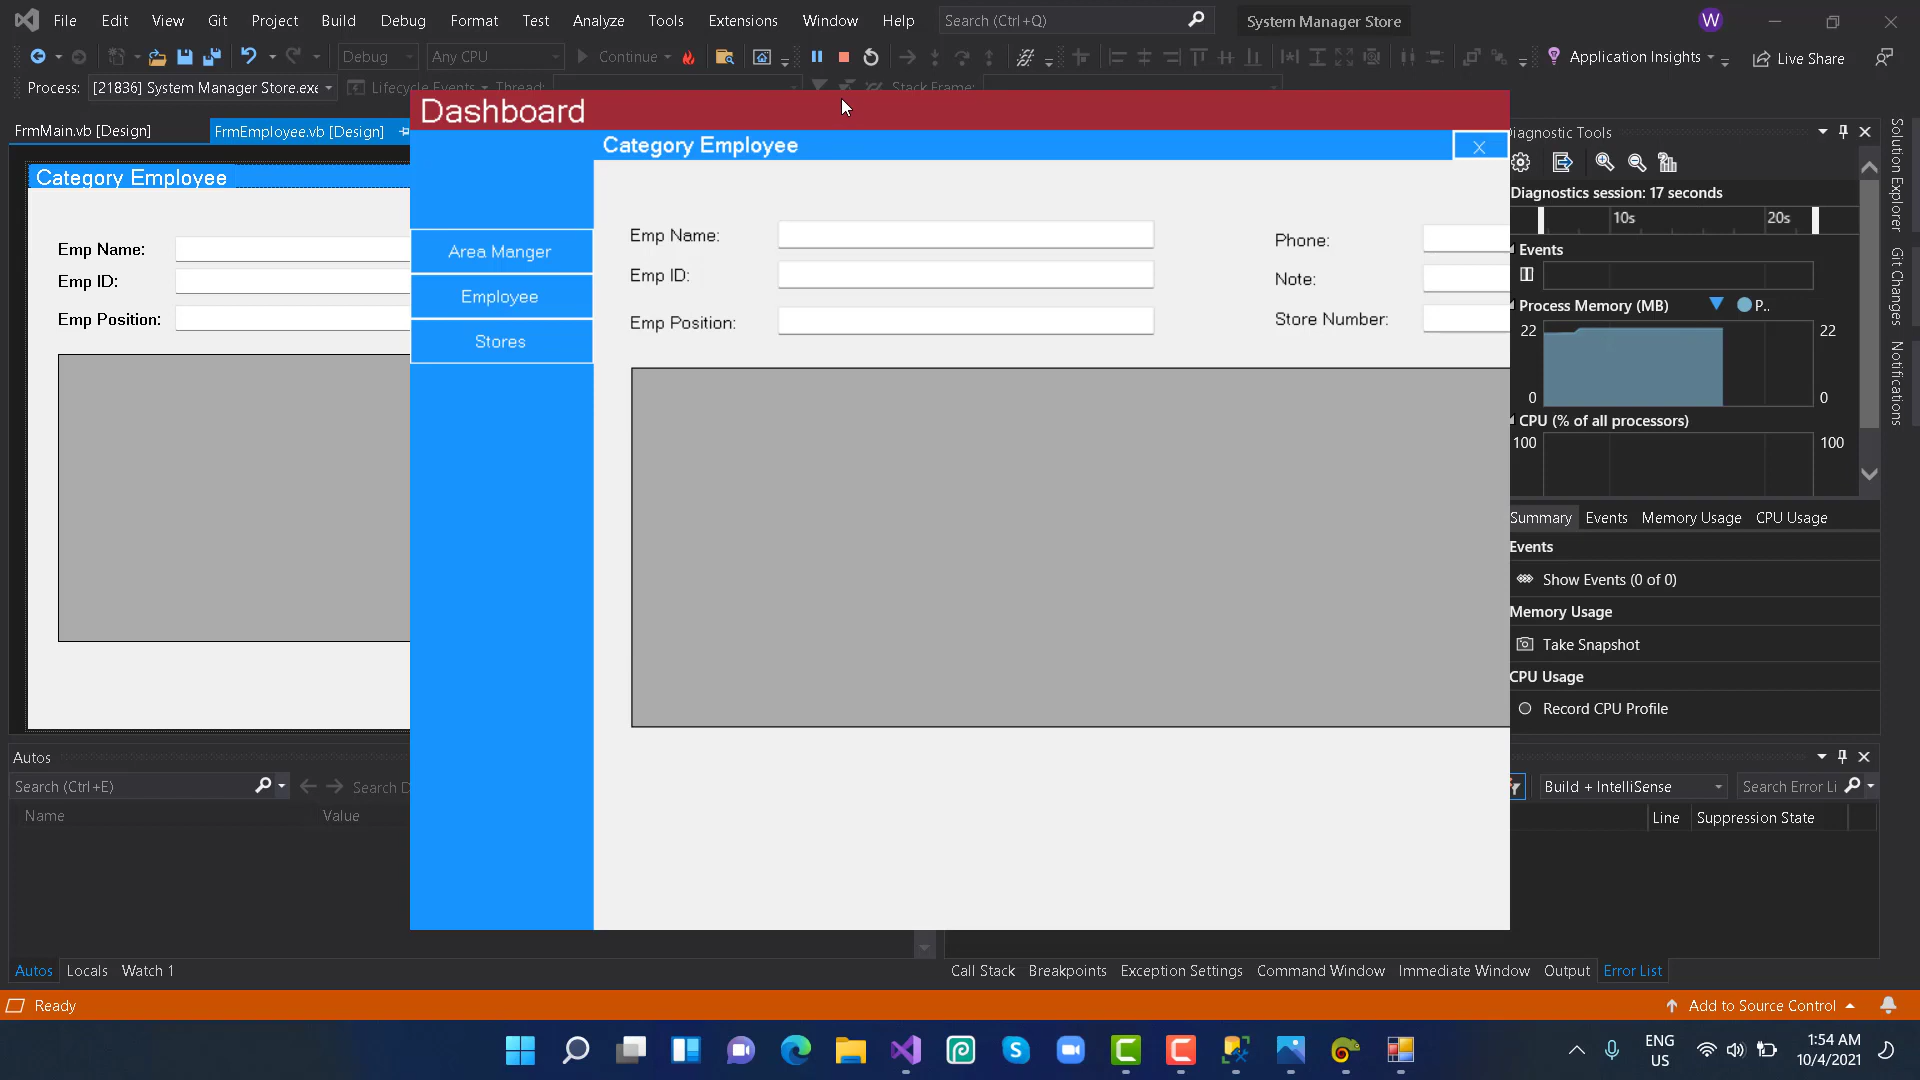 File Edit View Git Project Build Debug Format Test Analyze Tools Extensions Window Help Search (Ctrl+Q) System Manager Store W
Debug Any CPU Continue Application Insights Live Share
Process: [21836] System Manager Store.exe Lifecycle Events Thread: Stack Frame:
Dashboard
FrmMain.vb [Design] FrmEmployee.vb [Design]
Category Employee
Emp Name:
Emp ID:
Emp Position:
Category Employee
X
Area Manger
Employee
Stores
Emp Name:
Emp ID:
Emp Position:
Phone:
Note:
Store Number:
Diagnostic Tools
Diagnostics session: 17 seconds
10s 20s
Events
Process Memory (MB) P..
22 22
0 0
CPU (% of all processors)
100 100
Summary Events Memory Usage CPU Usage
Events
Show Events (0 of 0)
Memory Usage
Take Snapshot
CPU Usage
Record CPU Profile
Solution Explorer
Git Changes
Notifications
Autos
Search (Ctrl+E) Search D
Name Value
Build + IntelliSense Search Error Li
Line Suppression State
Autos Locals Watch 1
Call Stack Breakpoints Exception Settings Command Window Immediate Window Output Error List
Ready
Add to Source Control
ENG
US
1:54 AM
10/4/2021